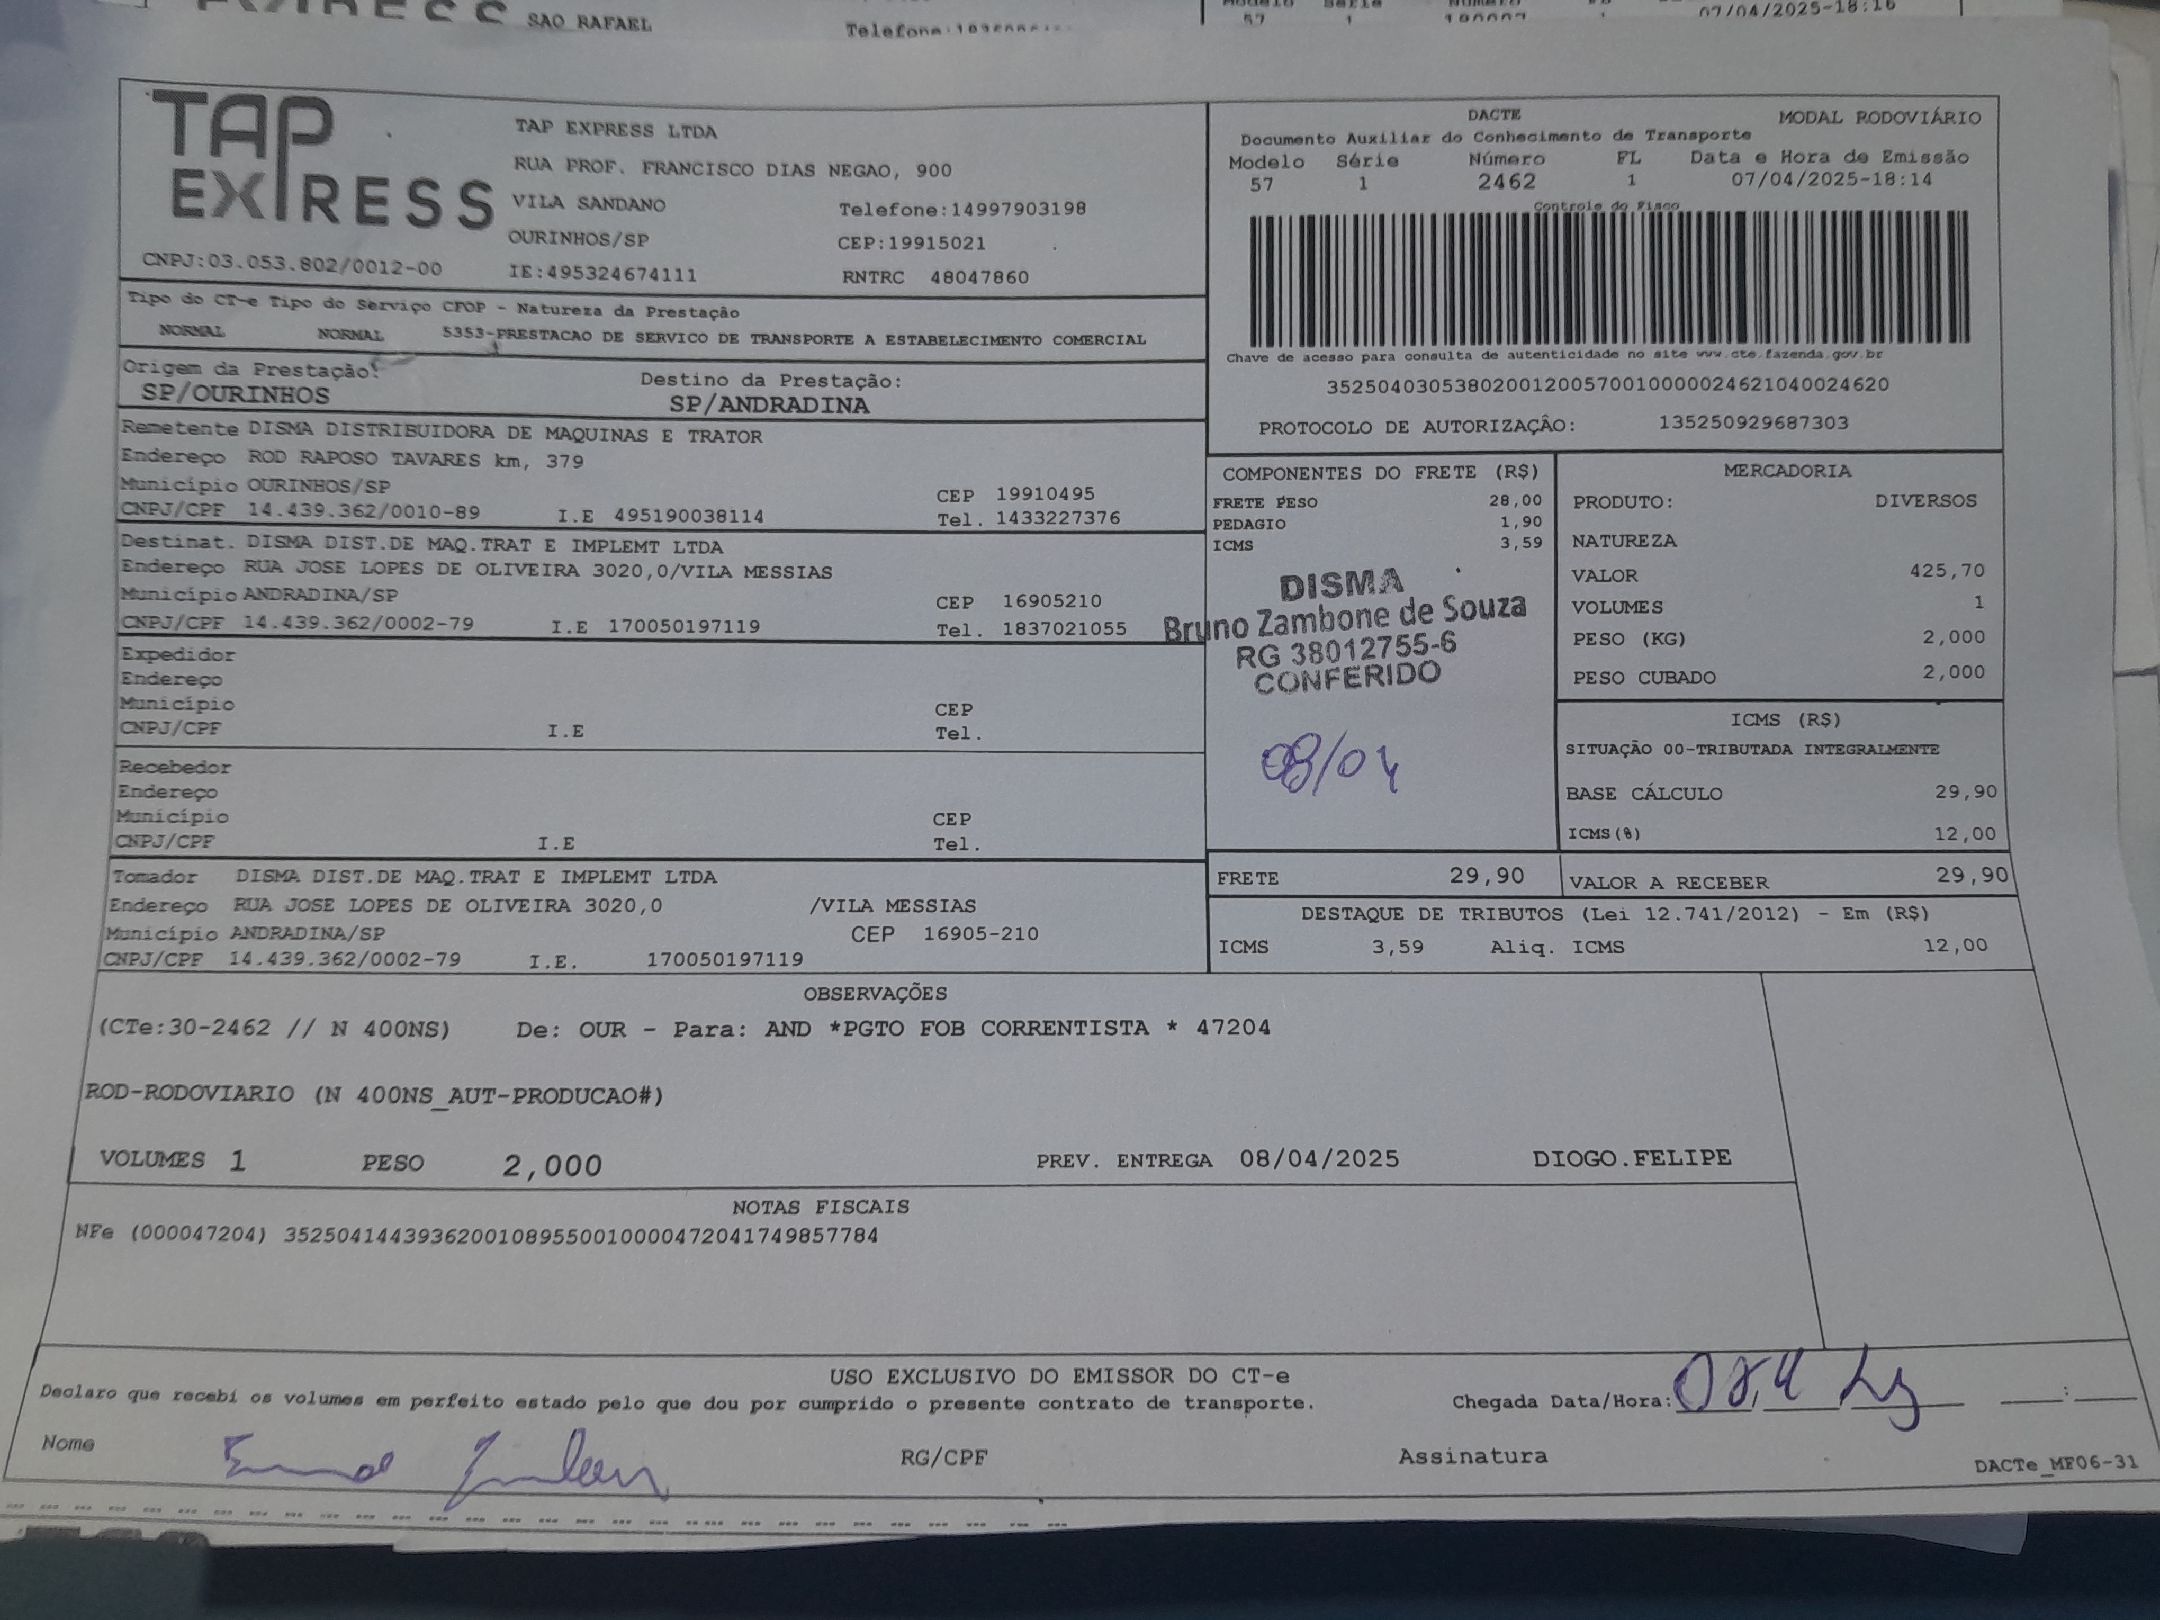 SAO RAFAEL
57 1
07/04/2025-18:16
TAP EXPRESS
TAP EXPRESS LTDA
RUA PROF. FRANCISCO DIAS NEGAO, 900
VILA SANDANO Telefone:14997903198
OURINHOS/SP CEP:19915021
CNPJ:03.053.802/0012-00 IE:495324674111 RNTRC 48047860
DACTE MODAL RODOVIÁRIO
Documento Auxiliar do Conhecimento de Transporte
Modelo Série Número FL Data e Hora de Emissão
57 1 2462 1 07/04/2025-18:14
Controle do Fisco
Chave de acesso para consulta de autenticidade no site www.cte.fazenda.gov.br
35250403053802001200570010000024621040024620
PROTOCOLO DE AUTORIZAÇÃO: 135250929687303
Tipo do CT-e Tipo do Serviço CFOP - Natureza da Prestação
NORMAL NORMAL 5353-PRESTACAO DE SERVICO DE TRANSPORTE A ESTABELECIMENTO COMERCIAL
Origem da Prestação: Destino da Prestação:
SP/OURINHOS SP/ANDRADINA
Remetente DISMA DISTRIBUIDORA DE MAQUINAS E TRATOR
Endereço ROD RAPOSO TAVARES km, 379
Município OURINHOS/SP CEP 19910495
CNPJ/CPF 14.439.362/0010-89 I.E 495190038114 Tel. 1433227376
Destinat. DISMA DIST.DE MAQ.TRAT E IMPLEMT LTDA
Endereço RUA JOSE LOPES DE OLIVEIRA 3020,0/VILA MESSIAS
Município ANDRADINA/SP CEP 16905210
CNPJ/CPF 14.439.362/0002-79 I.E 170050197119 Tel. 1837021055
Expedidor
Endereço
Município CEP
CNPJ/CPF I.E Tel.
Recebedor
Endereço
Município CEP
CNPJ/CPF I.E Tel.
Tomador DISMA DIST.DE MAQ.TRAT E IMPLEMT LTDA
Endereço RUA JOSE LOPES DE OLIVEIRA 3020,0 /VILA MESSIAS
Município ANDRADINA/SP CEP 16905-210
CNPJ/CPF 14.439.362/0002-79 I.E. 170050197119
COMPONENTES DO FRETE (R$)
FRETE PESO 28,00
PEDAGIO 1,90
ICMS 3,59
DISMA
Bruno Zambone de Souza
RG 38012755-6
CONFERIDO
08/04
MERCADORIA
PRODUTO: DIVERSOS
NATUREZA
VALOR 425,70
VOLUMES 1
PESO (KG) 2,000
PESO CUBADO 2,000
ICMS (R$)
SITUAÇÃO 00-TRIBUTADA INTEGRALMENTE
BASE CÁLCULO 29,90
ICMS(%) 12,00
FRETE 29,90 VALOR A RECEBER 29,90
DESTAQUE DE TRIBUTOS (Lei 12.741/2012) - Em (R$)
ICMS 3,59 Aliq. ICMS 12,00
OBSERVAÇÕES
(CTe:30-2462 // N 400NS) De: OUR - Para: AND *PGTO FOB CORRENTISTA * 47204
ROD-RODOVIARIO (N 400NS_AUT-PRODUCAO#)
VOLUMES 1 PESO 2,000 PREV. ENTREGA 08/04/2025 DIOGO.FELIPE
NOTAS FISCAIS
NFe (000047204) 35250414439362001089550010000472041749857784
USO EXCLUSIVO DO EMISSOR DO CT-e
Declaro que recebi os volumes em perfeito estado pelo que dou por cumprido o presente contrato de transporte. Chegada Data/Hora:
Nome RG/CPF Assinatura
DACTe_MF06-31